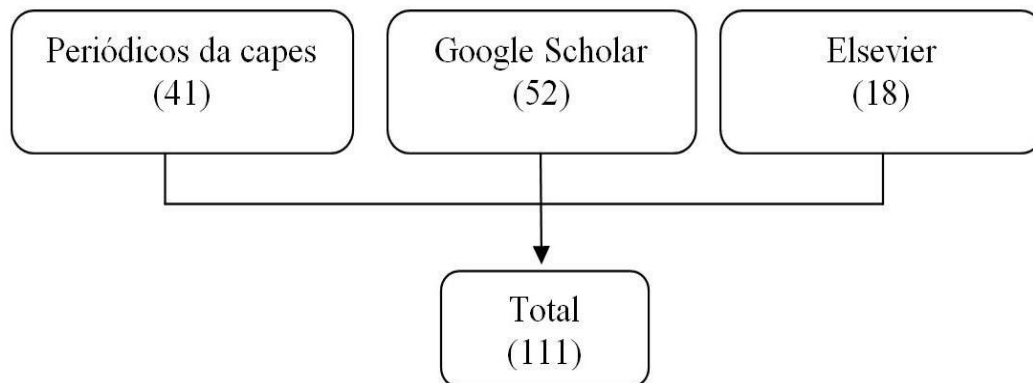 Periódicos da capes
(41)
Google Scholar
(52)
Elsevier
(18)
Total
(111)